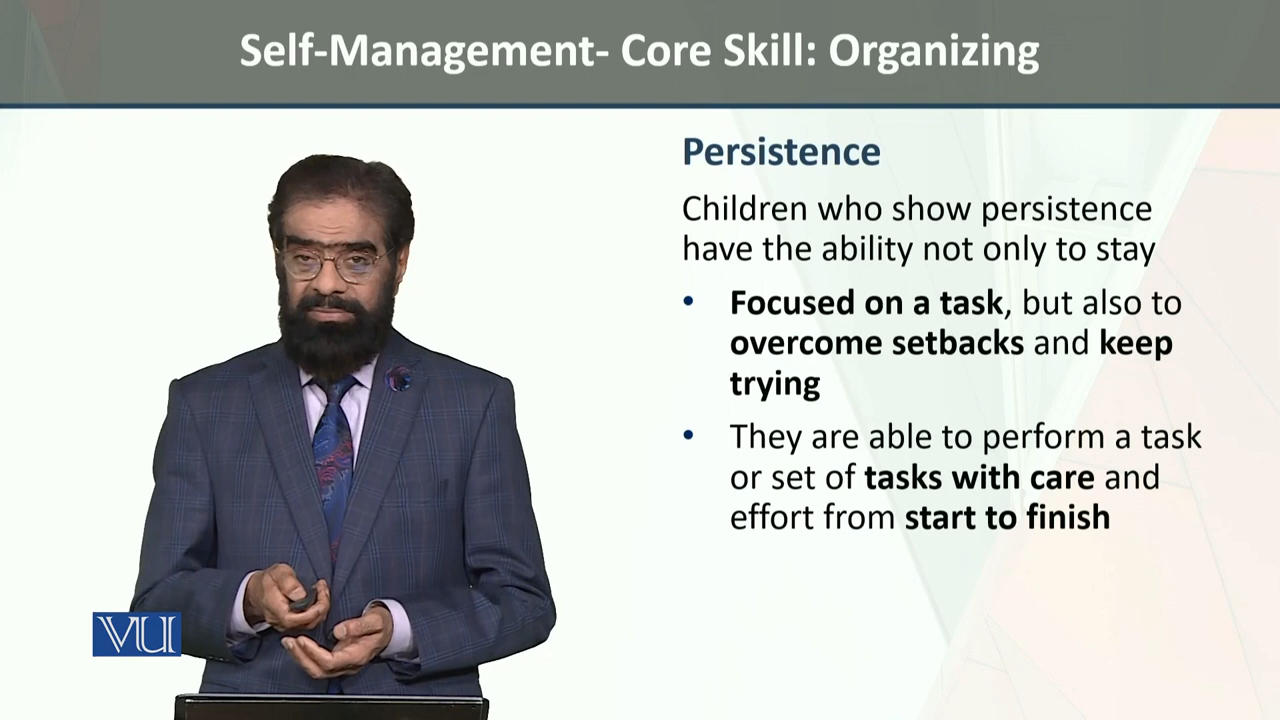 Self-Management- Core Skill: Organizing
Persistence
Children who show persistence
have the ability not only to stay
• Focused on a task, but also to
overcome setbacks and keep
trying
• They are able to perform a task
or set of tasks with care and
effort from start to finish
VU